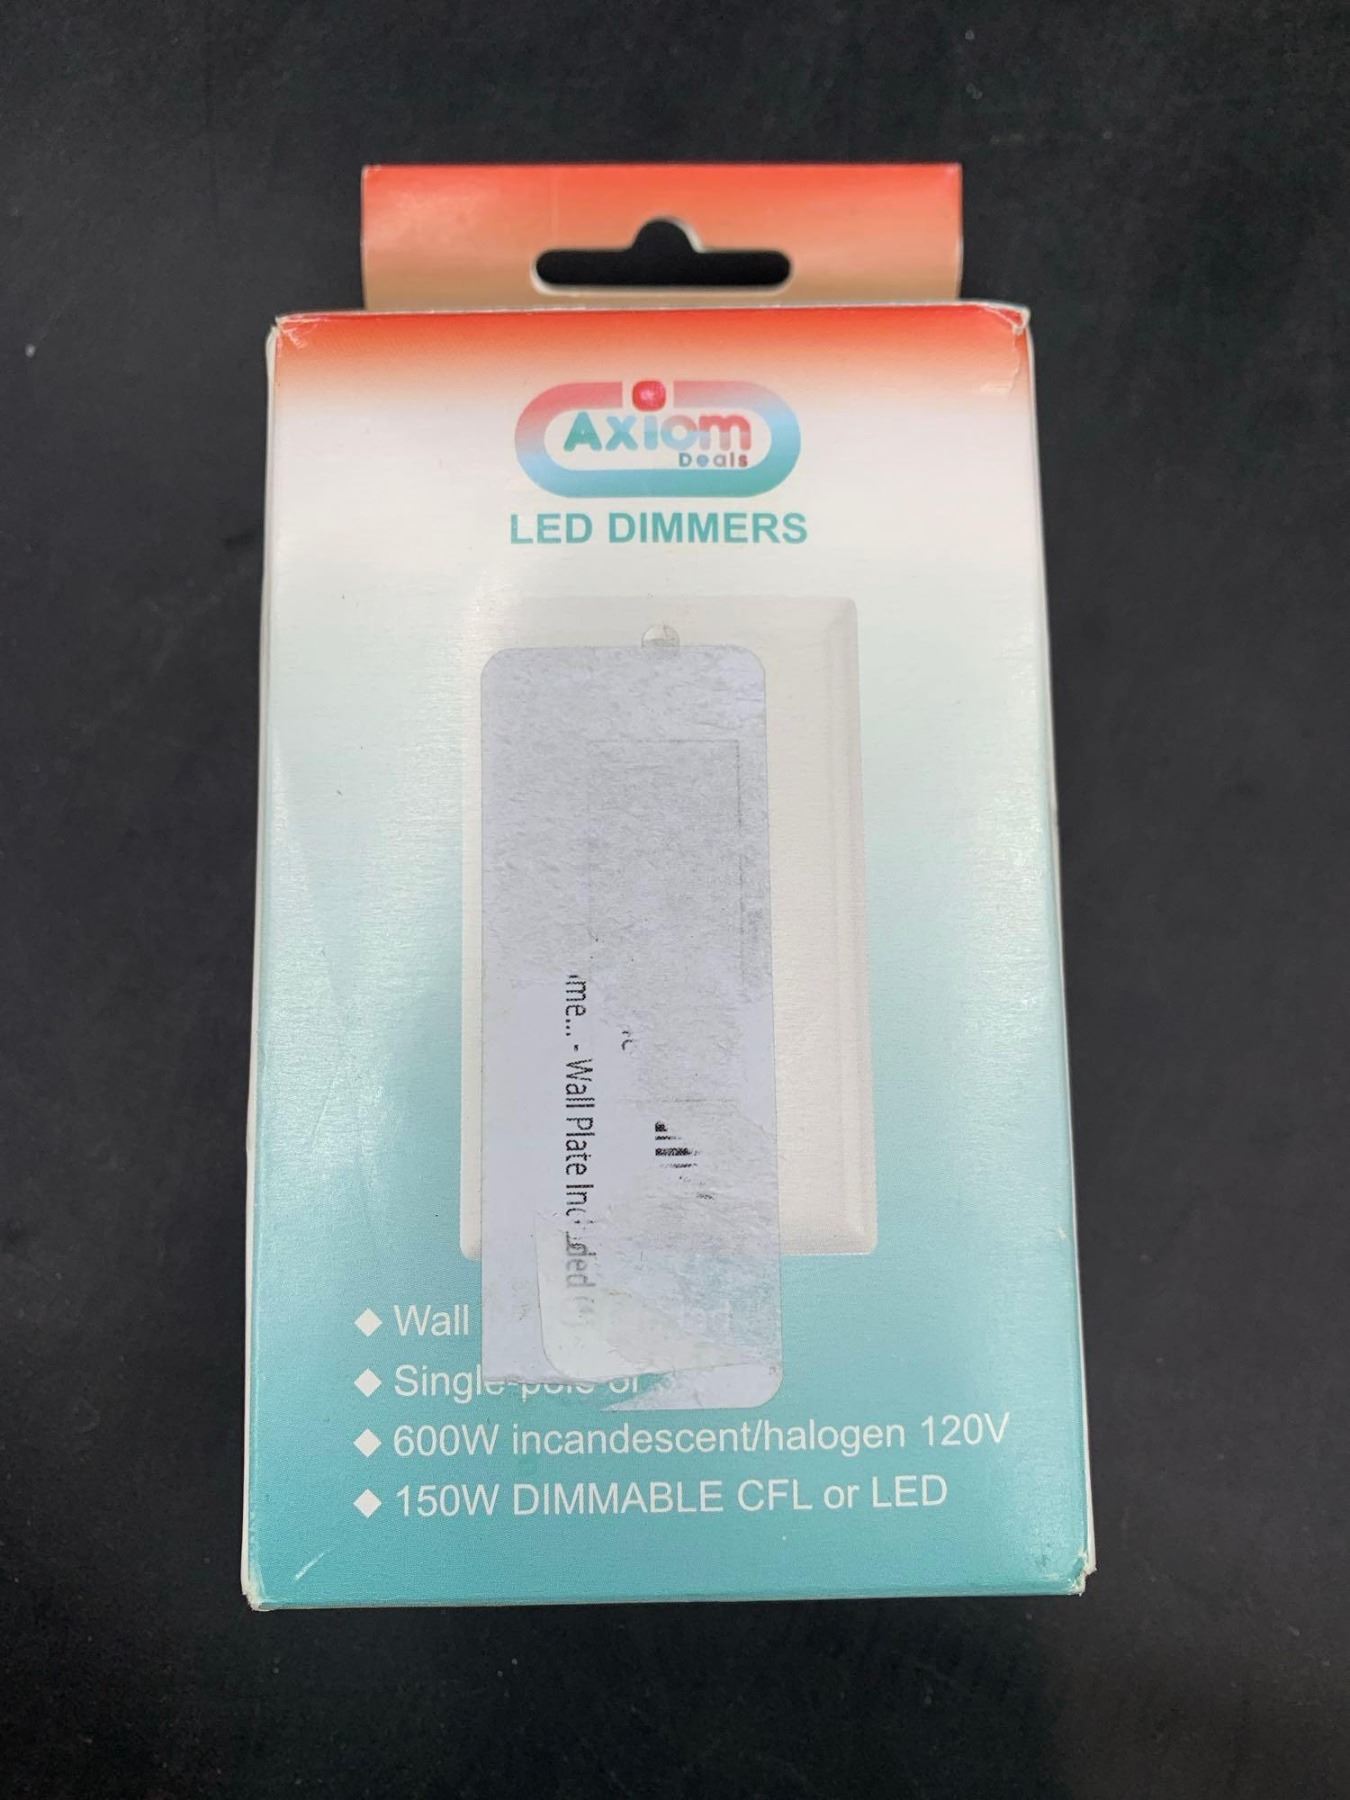 Axiom
Deals
LED DIMMERS
me... - Wall Plate Included
◆ Wall
◆ Single-pole or
◆ 600W incandescent/halogen 120V
◆ 150W DIMMABLE CFL or LED